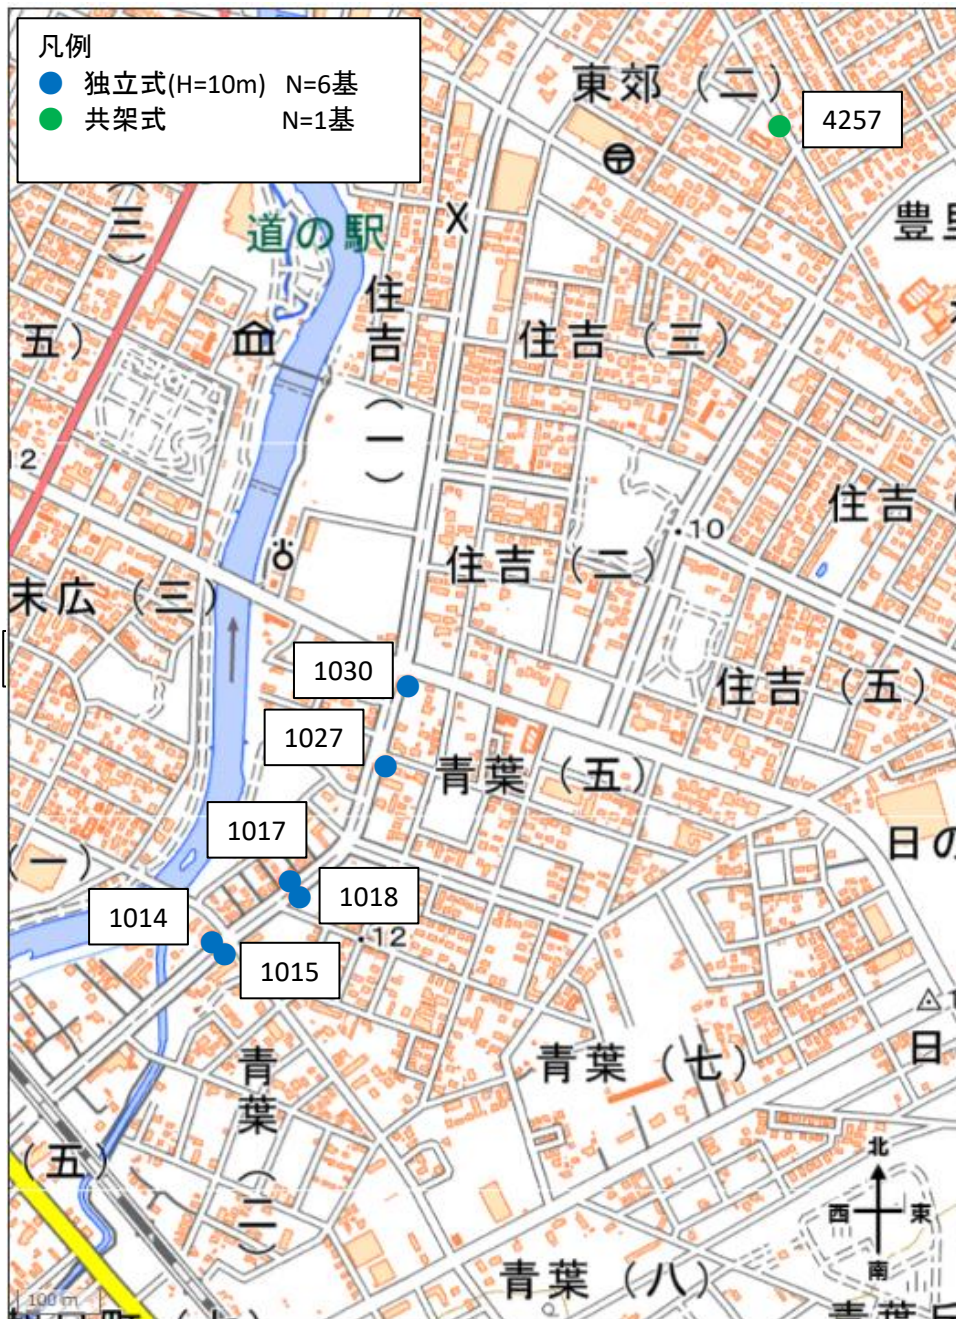 凡例
独立式(H=10m) N=6基
共架式 N=1基
東郊（二）
4257
（三）
道の駅
豊里
住吉（一）
五）
住吉（三）
12
住吉
・10
住吉（二）
末広（三）
1030
住吉（五）
1027
青葉（五）
1017
日の
（一）
1018
1014
・12
1015
青葉（七）
日
青葉（二）
（五）
北
西 東
南
青葉（八）
100 m